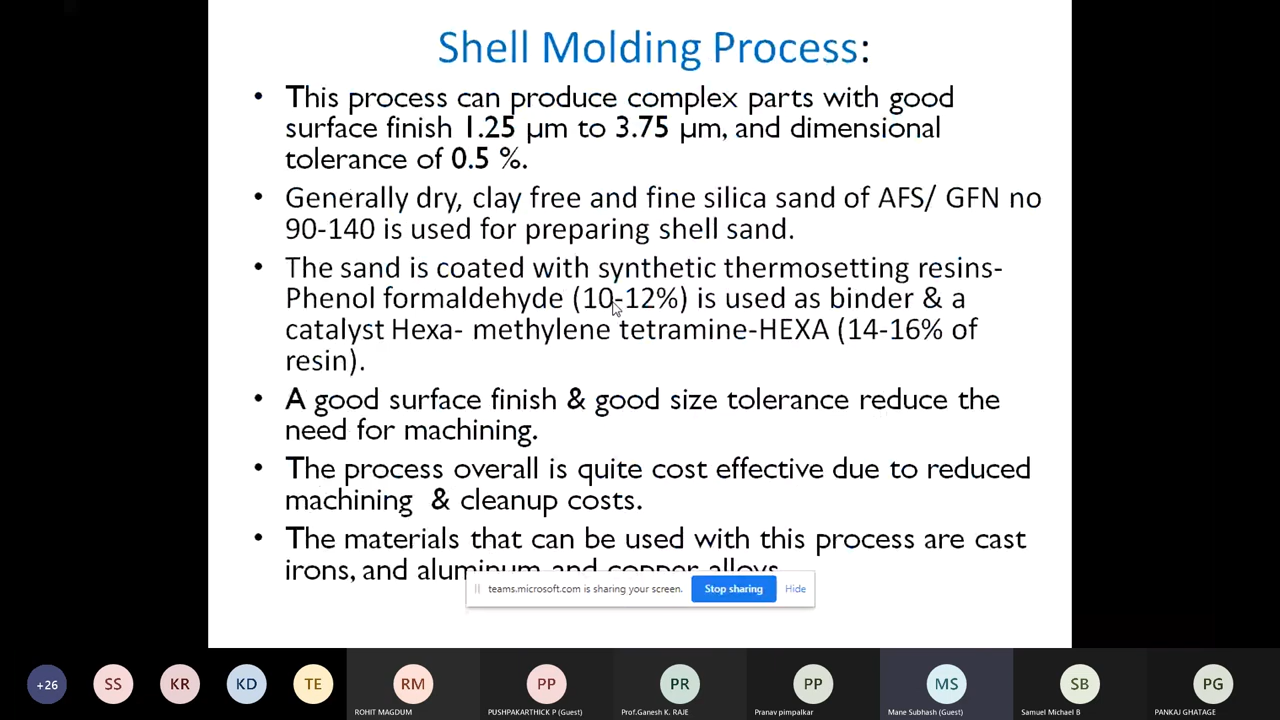 Shell Molding Process:
• This process can produce complex parts with good
surface finish 1.25 µm to 3.75 µm, and dimensional
tolerance of 0.5 %.
• Generally dry, clay free and fine silica sand of AFS/ GFN no
90-140 is used for preparing shell sand.
• The sand is coated with synthetic thermosetting resins-
Phenol formaldehyde (10-12%) is used as binder & a
catalyst Hexa- methylene tetramine-HEXA (14-16% of
resin).
• A good surface finish & good size tolerance reduce the
need for machining.
• The process overall is quite cost effective due to reduced
machining & cleanup costs.
• The materials that can be used with this process are cast
irons, and aluminum and copper alloys.
teams.microsoft.com is sharing your screen. Stop sharing Hide
+26 SS KR KD TE RM PP PR PP MS SB PG
ROHIT MAGDUM PUSHPAKARTHICK P (Guest) Prof.Ganesh K. RAJE Pranav pimpalkar Mane Subhash (Guest) Samuel Michael B PANKAJ GHATAGE